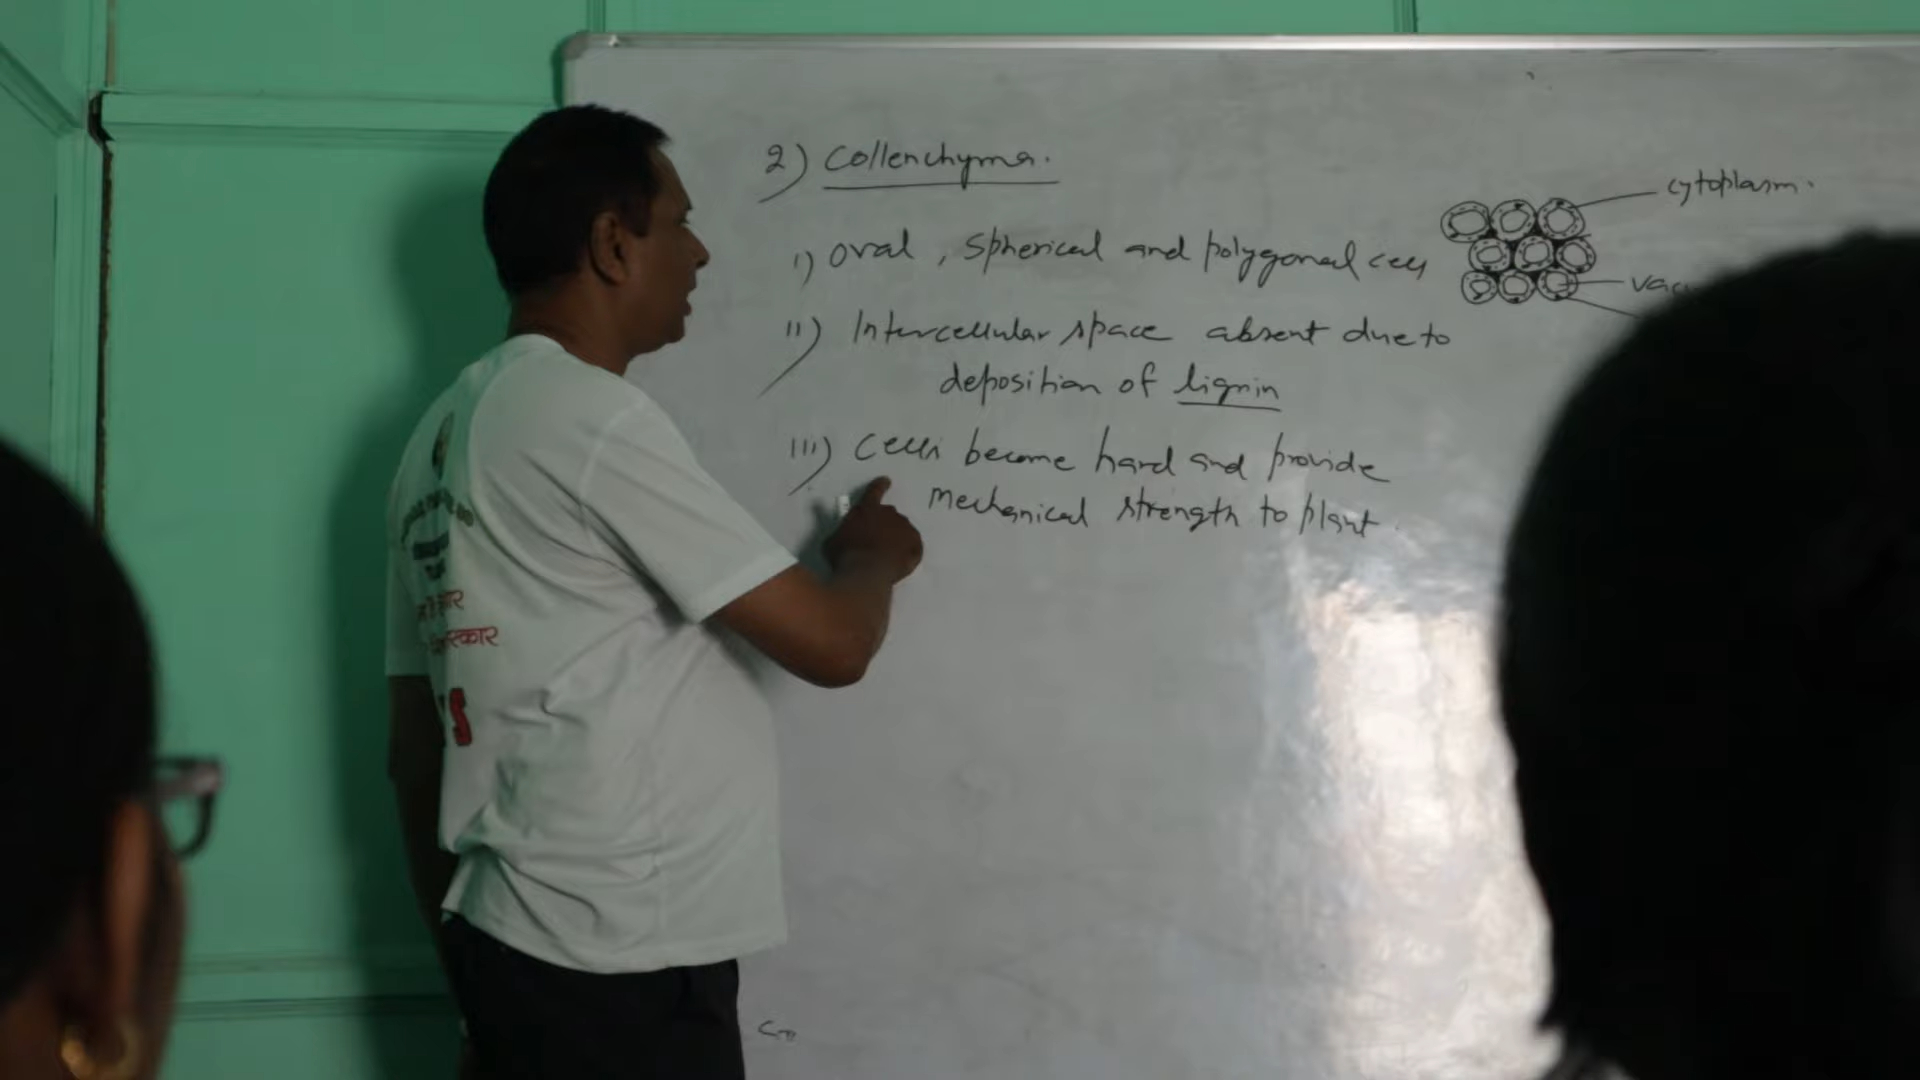 2) Collenchyma.
i) oval, spherical and polygonal cell
ii) Intercellular space absent due to
deposition of lignin
iii) Cells become hard and provide
mechanical strength to plant.
cytoplasm.